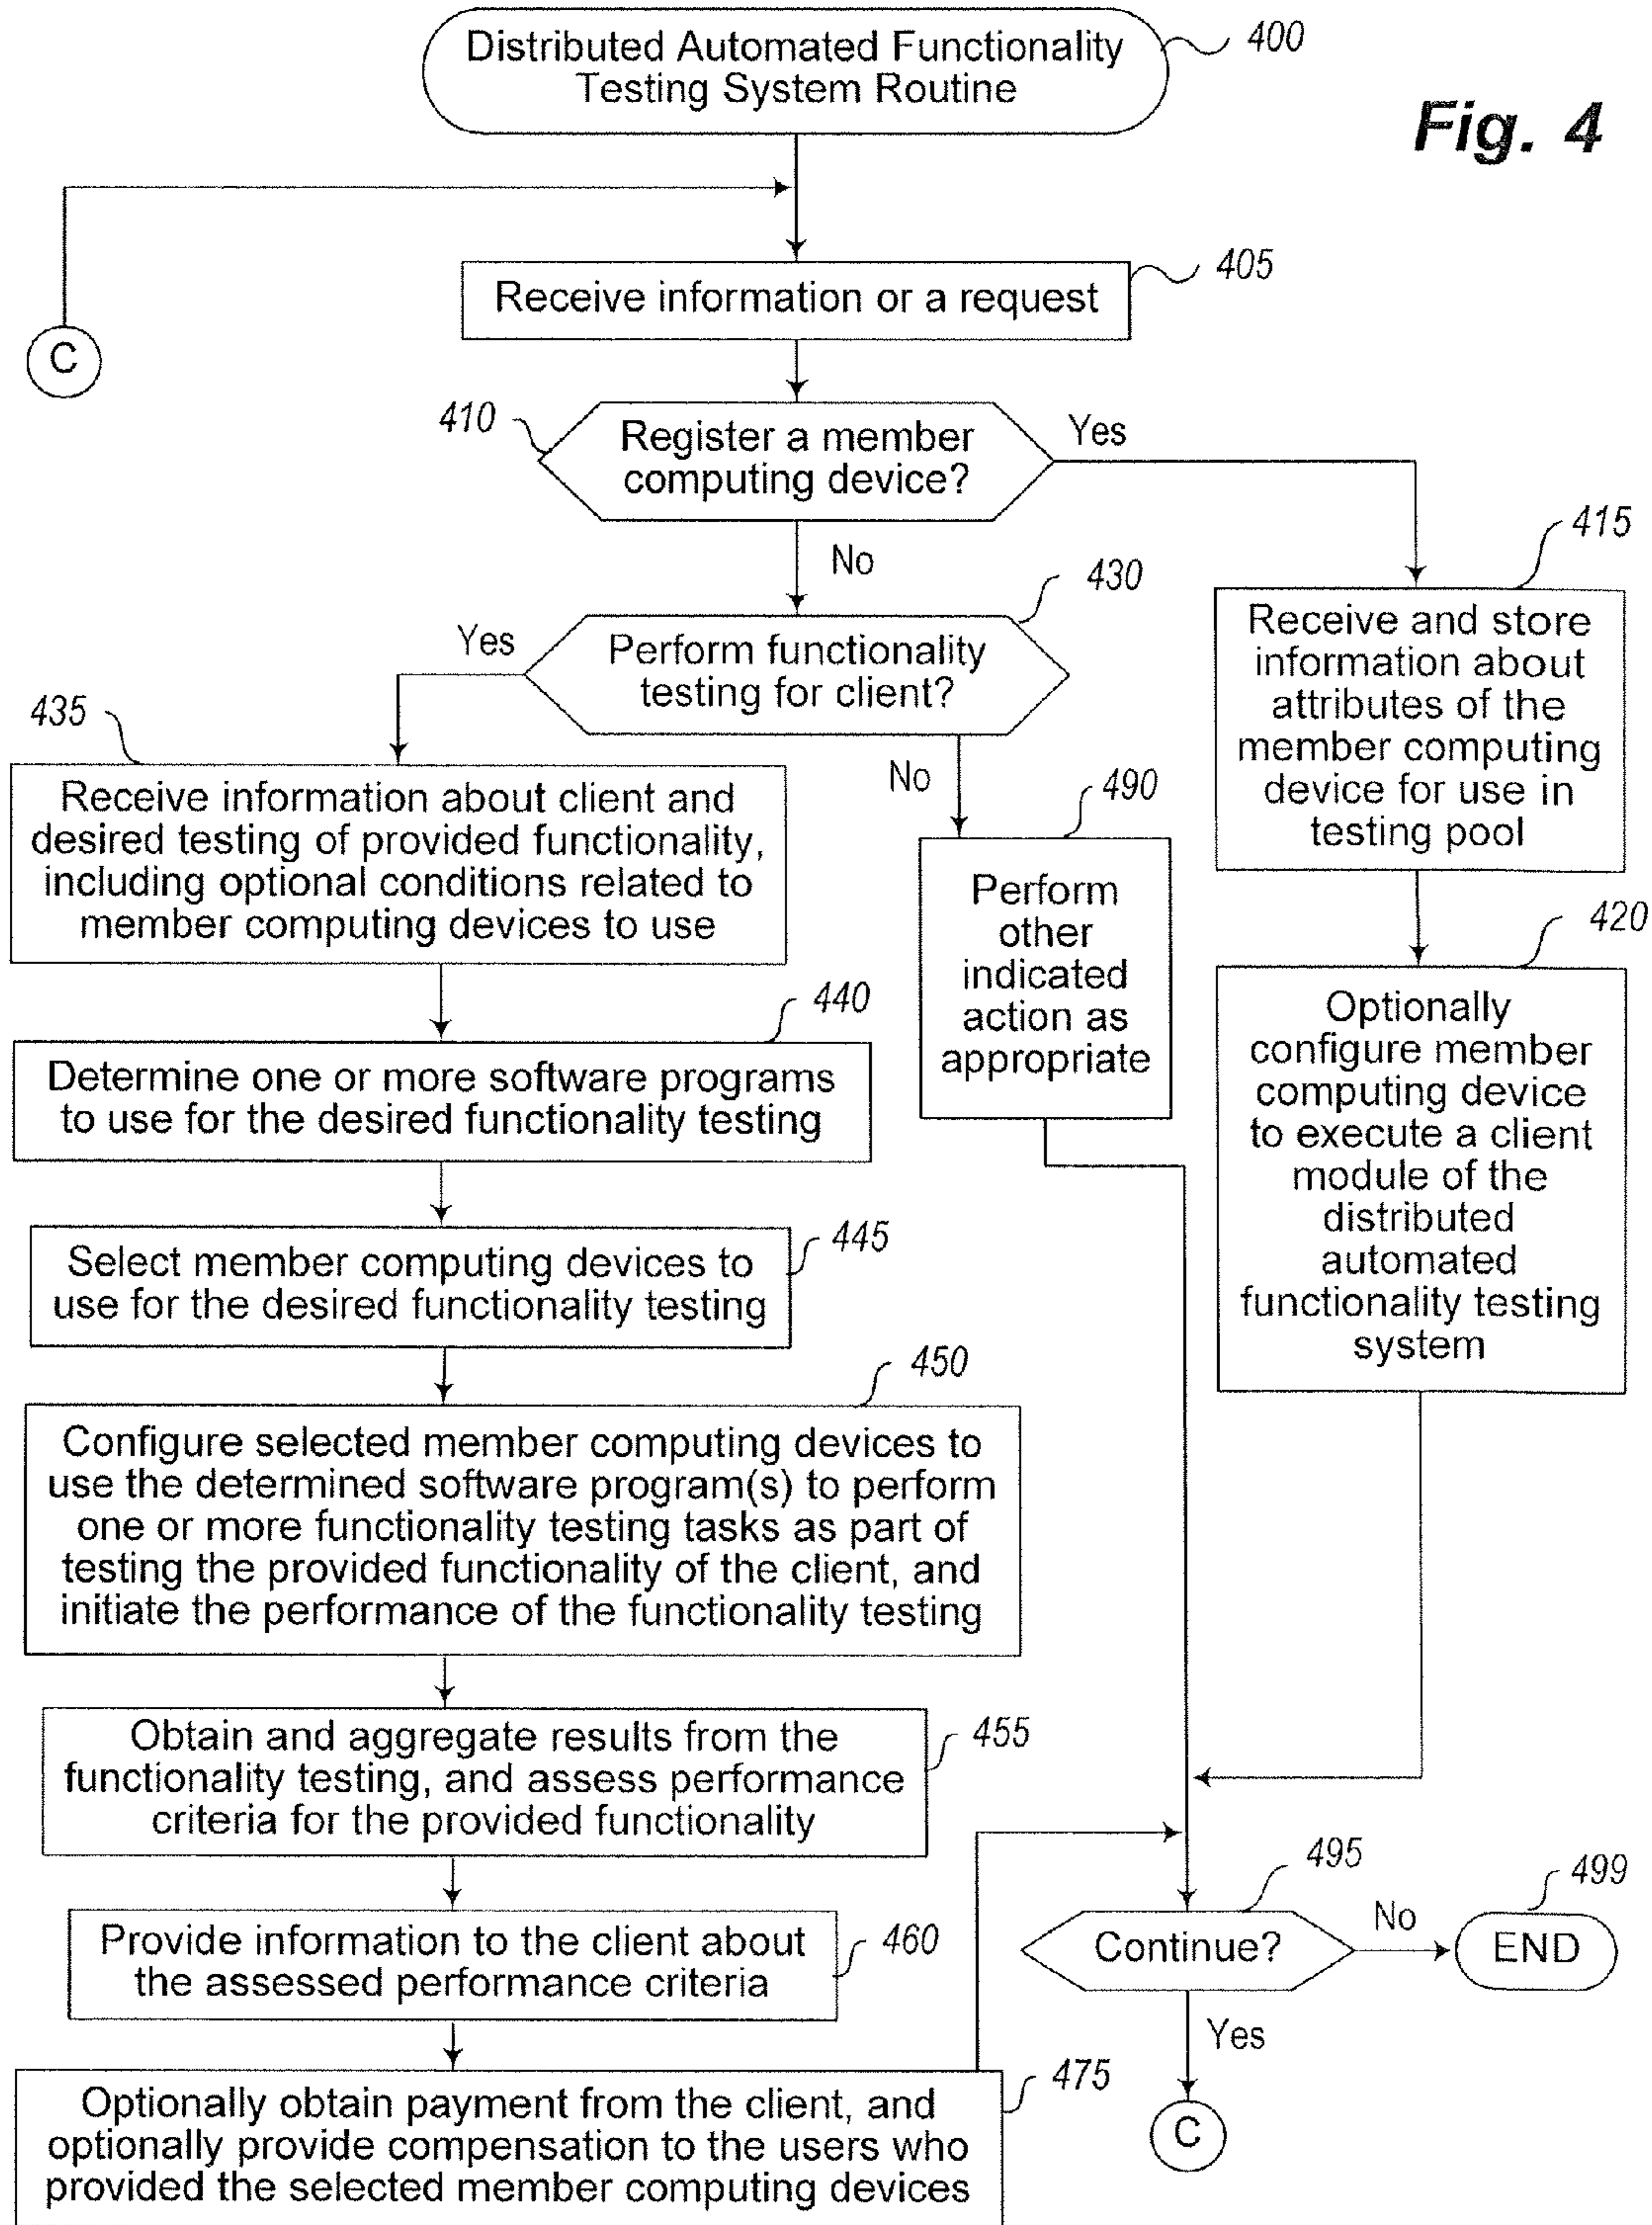 Distributed Automated Functionality
Testing System Routine
400
Fig. 4
405
Receive information or a request
C
410
Register a member
computing device?
Yes
No
415
Receive and store
information about
attributes of the
member computing
device for use in
testing pool
430
Perform functionality
testing for client?
Yes
No
435
Receive information about client and
desired testing of provided functionality,
including optional conditions related to
member computing devices to use
490
Perform
other
indicated
action as
appropriate
420
Optionally
configure member
computing device
to execute a client
module of the
distributed
automated
functionality testing
system
440
Determine one or more software programs
to use for the desired functionality testing
445
Select member computing devices to
use for the desired functionality testing
450
Configure selected member computing devices to
use the determined software program(s) to perform
one or more functionality testing tasks as part of
testing the provided functionality of the client, and
initiate the performance of the functionality testing
455
Obtain and aggregate results from the
functionality testing, and assess performance
criteria for the provided functionality
460
Provide information to the client about
the assessed performance criteria
475
Optionally obtain payment from the client, and
optionally provide compensation to the users who
provided the selected member computing devices
495
Continue?
No
499
END
Yes
C